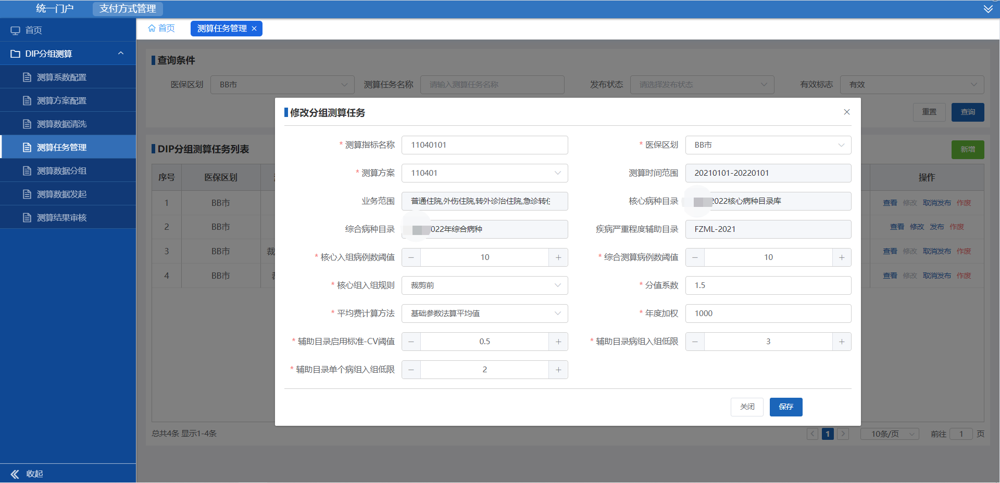 统一门户 支付方式管理
首页
DIP分组测算
测算系数配置
测算方案配置
测算数据清洗
测算任务管理
测算数据分组
测算数据发起
测算结果审核
收起
首页 测算任务管理
查询条件
医保区划 BB市 测算任务名称 请输入测算任务名称 发布状态 请选择发布状态 有效标志 有效
重置 查询
DIP分组测算任务列表
新增
序号 医保区划 操作
1 BB市 查看 修改 取消发布 作废
2 BB市 查看 修改 发布 作废
3 BB市 裁 查看 修改 取消发布 作废
4 BB市 查看 修改 取消发布 作废
总共4条 显示1-4条
1 10条/页 前往 1 页
修改分组测算任务
* 测算指标名称 11040101 * 医保区划 BB市
* 测算方案 110401 测算时间范围 20210101-20220101
业务范围 普通住院,外伤住院,转外诊治住院,急诊转住 核心病种目录 2022核心病种目录库
综合病种目录 022年综合病种 疾病严重程度辅助目录 FZML-2021
* 核心入组病例数阈值 − 10 + * 综合测算病例数阈值 − 10 +
* 核心组入组规则 裁剪前 * 分值系数 1.5
* 平均费计算方法 基础参数法算平均值 * 年度加权 1000
* 辅助目录启用标准-CV阈值 − 0.5 + * 辅助目录病组入组低限 − 3 +
* 辅助目录单个病组入组低限 − 2 +
关闭 保存